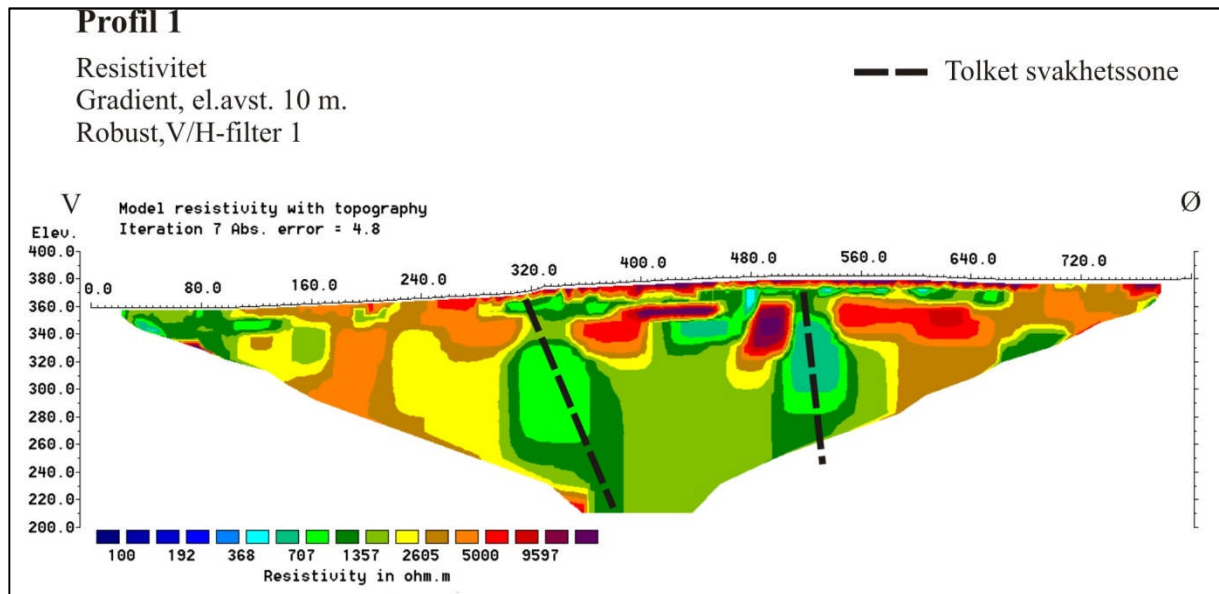 Profil 1
Resistivitet
Gradient, el.avst. 10 m.
Robust,V/H-filter 1
Tolket svakhetssone
V
Ø
Model resistivity with topography
Iteration 7 Abs. error = 4.8
Elev.
400.0
380.0
360.0
340.0
320.0
300.0
280.0
260.0
240.0
220.0
200.0
0.0 80.0 160.0 240.0 320.0 400.0 480.0 560.0 640.0 720.0
100 192 368 707 1357 2605 5000 9597
Resistivity in ohm.m